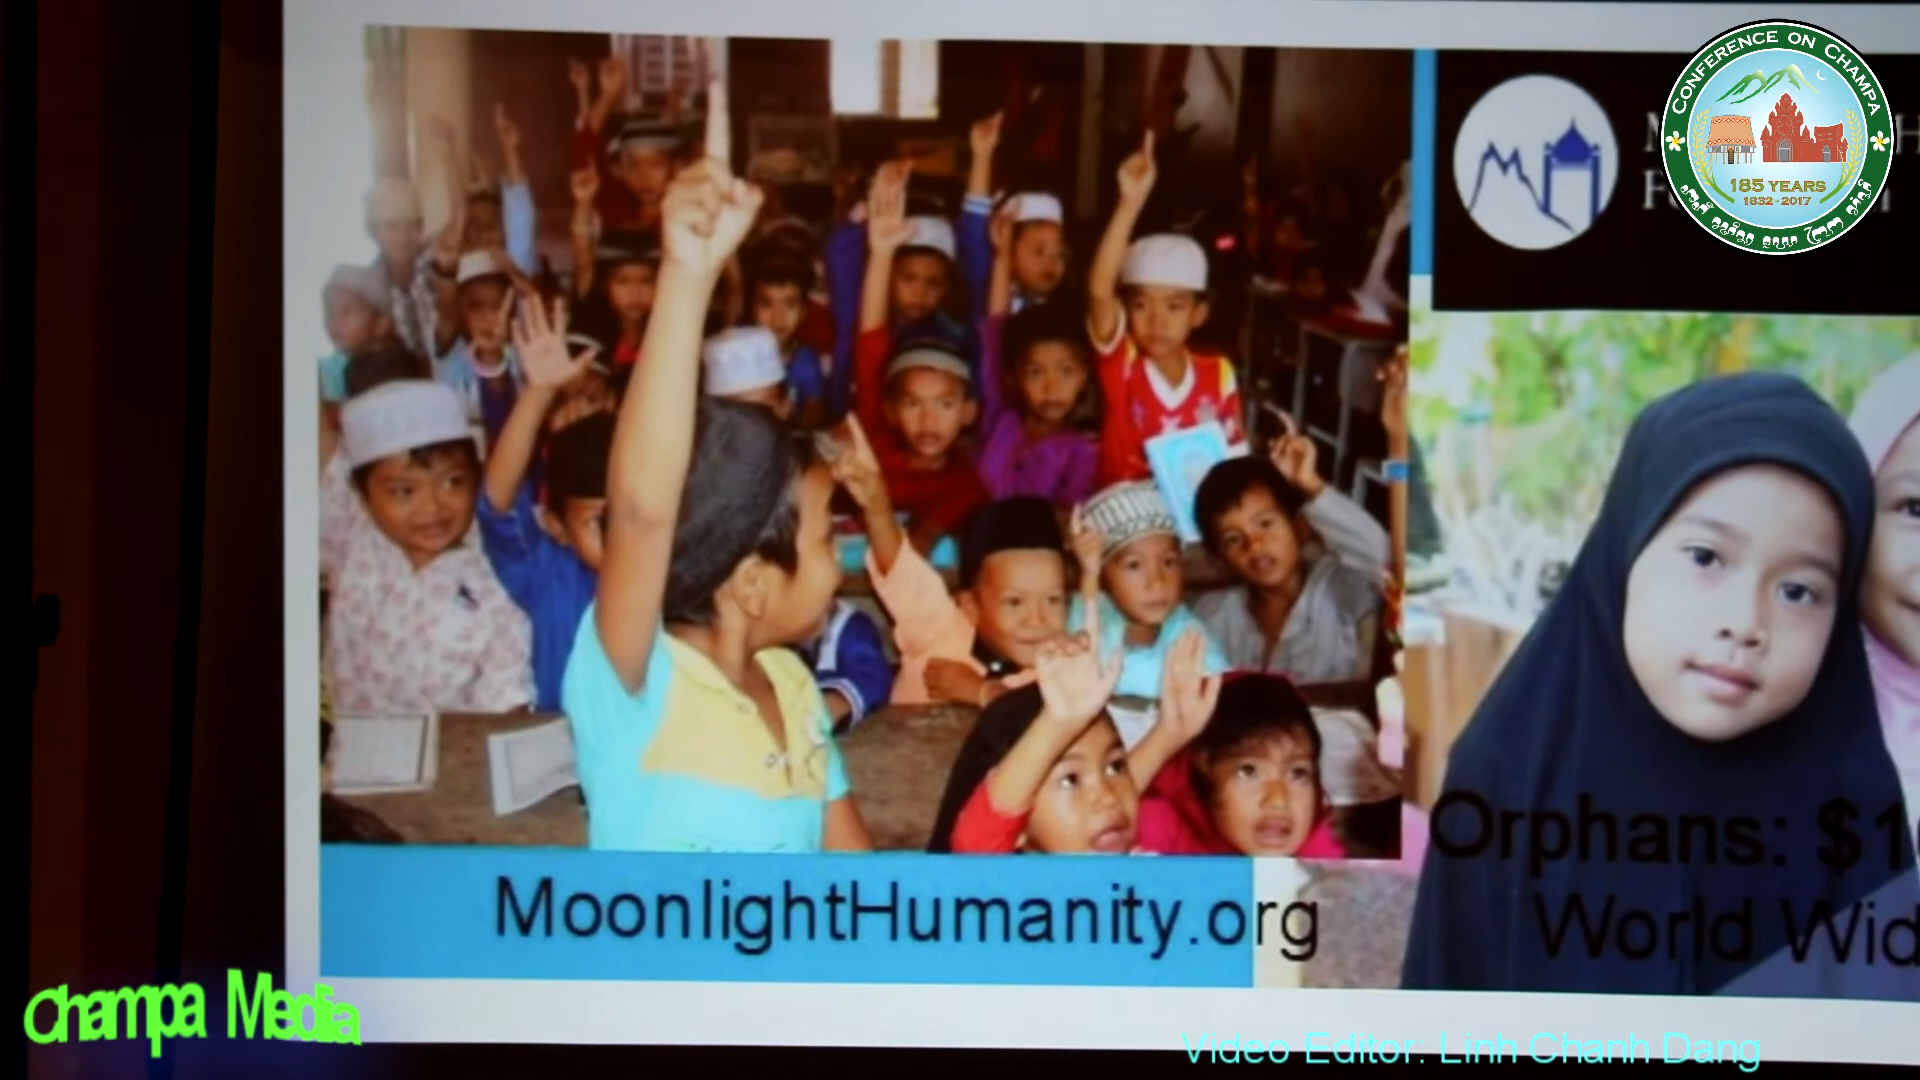 CONFERENCE ON CHAMPA
185 YEARS
1832 - 2017
MoonlightHumanity.org
Orphans: $1
World Wid
Champa Media
Video Editor: Linh Chanh Dang